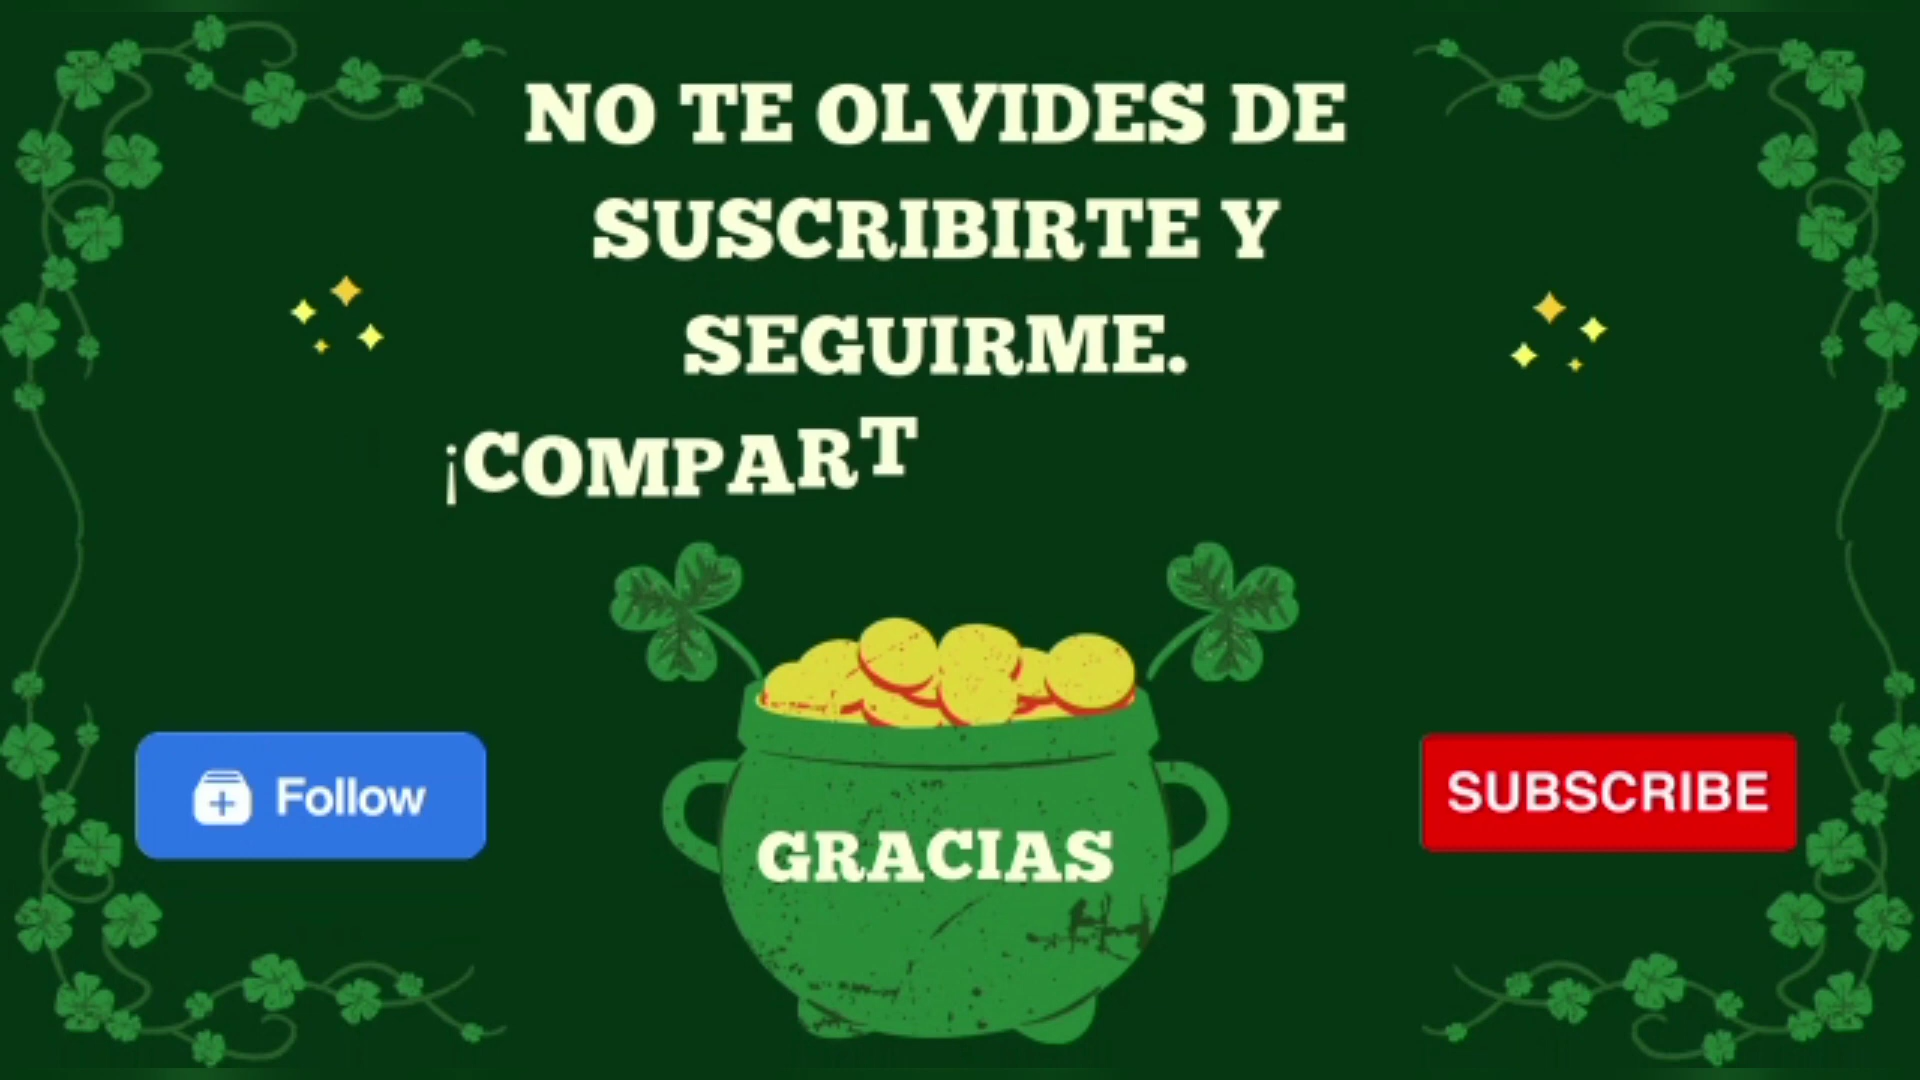 NO TE OLVIDES DE
SUSCRIBIRTE Y
SEGUIRME.
¡COMPART
Follow
GRACIAS
SUBSCRIBE